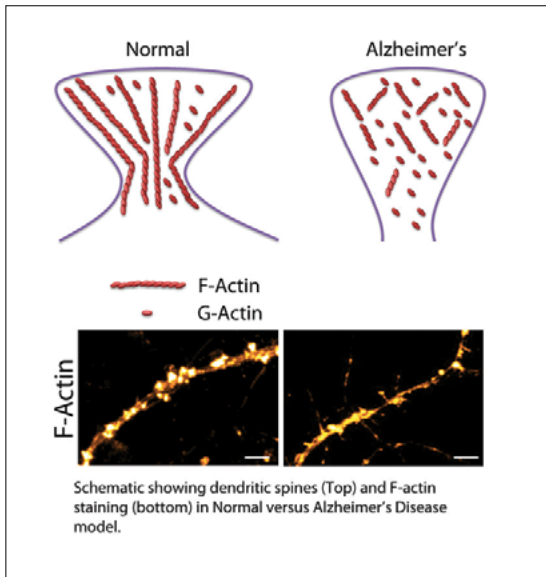 Normal
Alzheimer's
F-Actin
G-Actin
F-Actin
Schematic showing dendritic spines (Top) and F-actin
staining (bottom) in Normal versus Alzheimer's Disease
model.